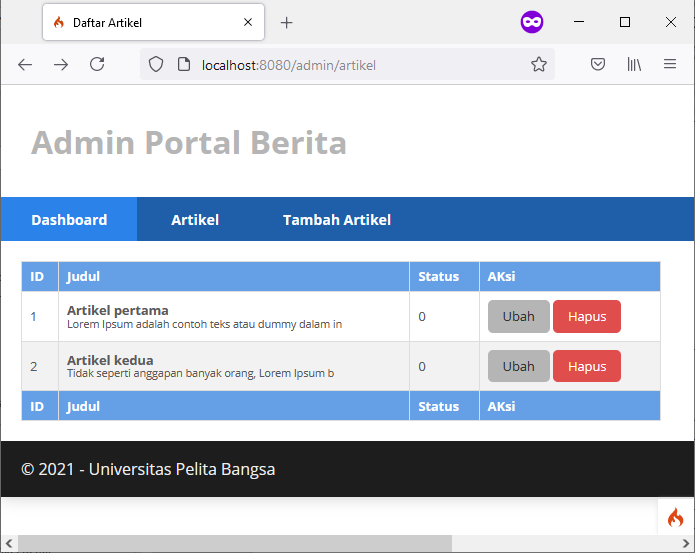 Daftar Artikel
localhost:8080/admin/artikel
Admin Portal Berita
Dashboard Artikel Tambah Artikel
ID Judul Status AKsi
1 Artikel pertama 0 Ubah Hapus
Lorem Ipsum adalah contoh teks atau dummy dalam in
2 Artikel kedua 0 Ubah Hapus
Tidak seperti anggapan banyak orang, Lorem Ipsum b
ID Judul Status AKsi
© 2021 - Universitas Pelita Bangsa